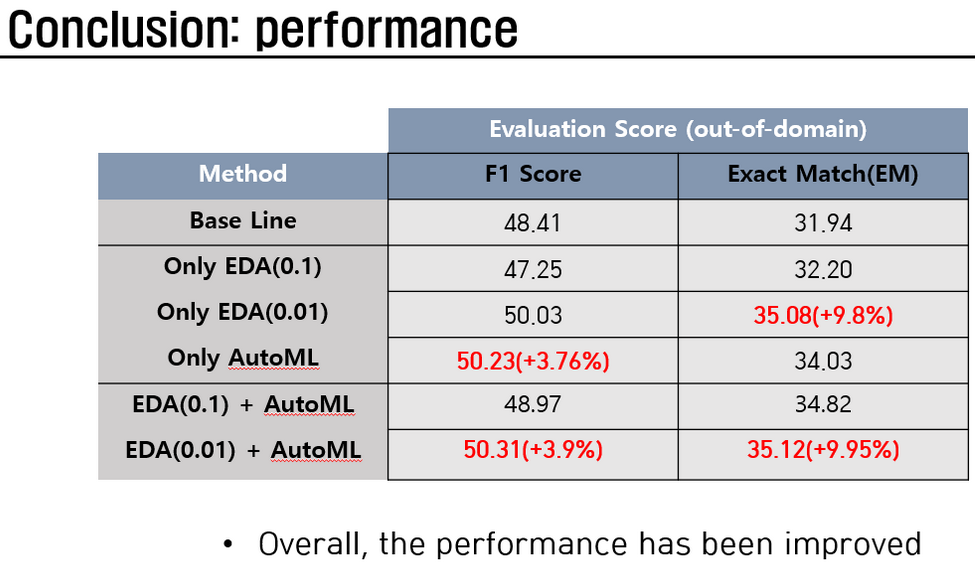 Conclusion: performance
Evaluation Score (out-of-domain)
Method F1 Score Exact Match(EM)
Base Line 48.41 31.94
Only EDA(0.1) 47.25 32.20
Only EDA(0.01) 50.03 35.08(+9.8%)
Only AutoML 50.23(+3.76%) 34.03
EDA(0.1) + AutoML 48.97 34.82
EDA(0.01) + AutoML 50.31(+3.9%) 35.12(+9.95%)
• Overall, the performance has been improved